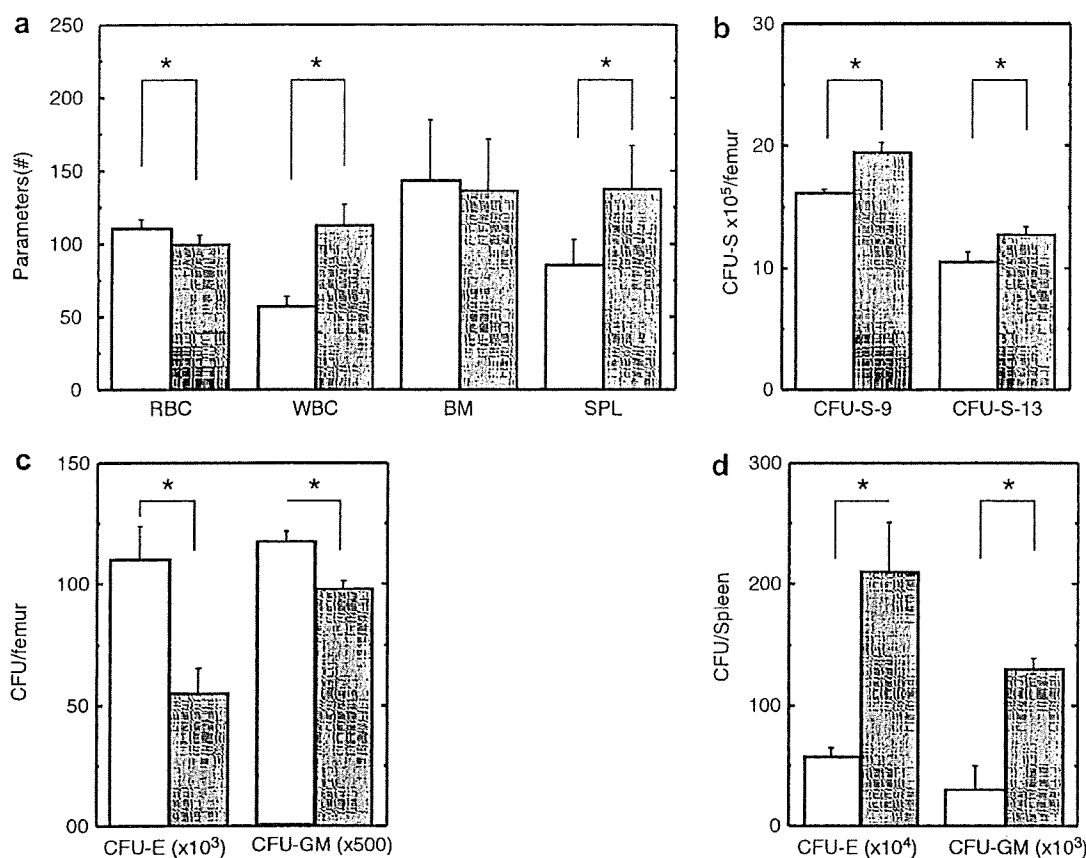 a
250
200
150
100
50
0
Parameters(#)
* * *
RBC WBC BM SPL
b
30
20
10
0
CFU-S x10⁵/femur
* *
CFU-S-9 CFU-S-13
c
150
100
50
00
CFU/femur
* *
CFU-E (x10³) CFU-GM (x500)
d
300
200
100
0
CFU/Spleen
* *
CFU-E (x10⁴) CFU-GM (x10³)